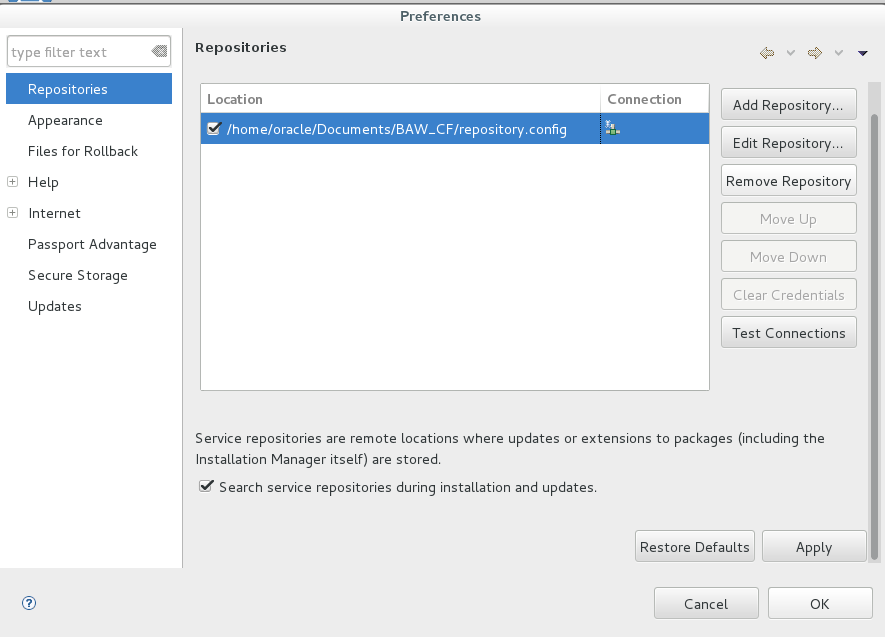 Preferences
type filter text
Repositories
Appearance
Files for Rollback
Help
Internet
Passport Advantage
Secure Storage
Updates
Repositories
Location Connection
/home/oracle/Documents/BAW_CF/repository.config
Add Repository...
Edit Repository...
Remove Repository
Move Up
Move Down
Clear Credentials
Test Connections
Service repositories are remote locations where updates or extensions to packages (including the
Installation Manager itself) are stored.
Search service repositories during installation and updates.
Restore Defaults Apply
? Cancel OK